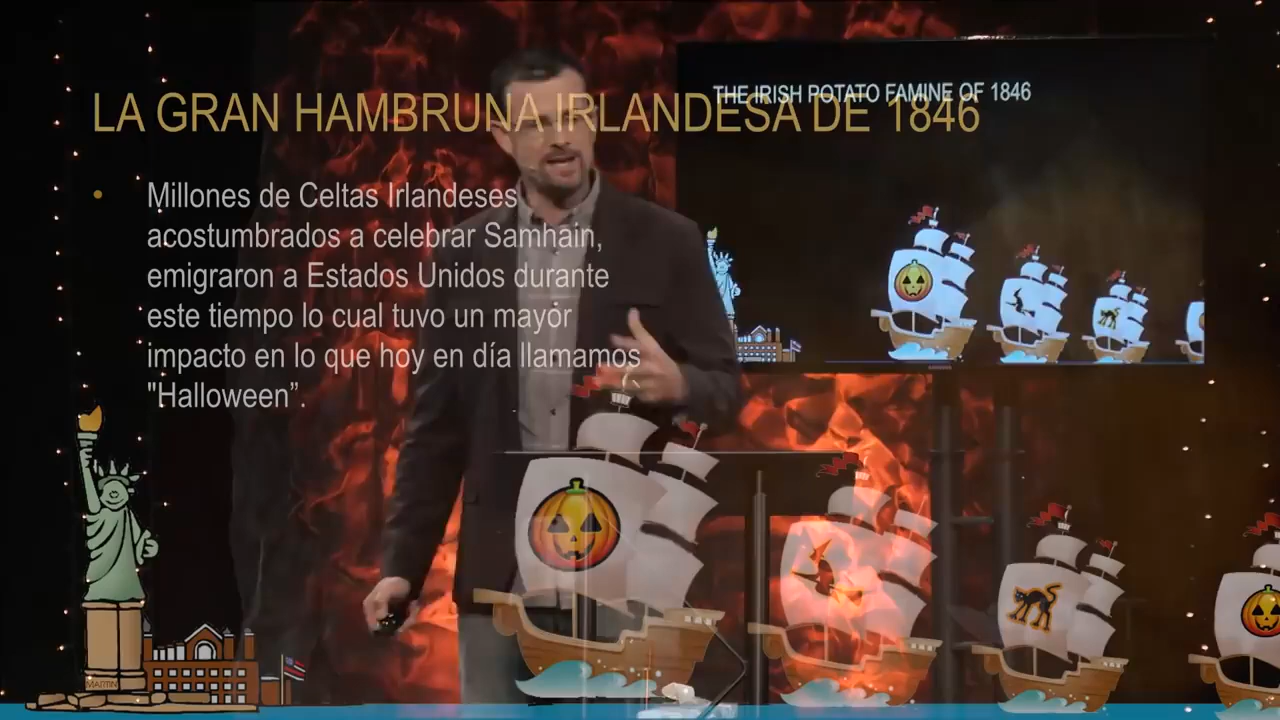 THE IRISH POTATO FAMINE OF 1846
LA GRAN HAMBRUNA IRLANDESA DE 1846
• Millones de Celtas Irlandeses
acostumbrados a celebrar Samhain,
emigraron a Estados Unidos durante
este tiempo lo cual tuvo un mayor
impacto en lo que hoy en día llamamos
"Halloween”.
MARTIN